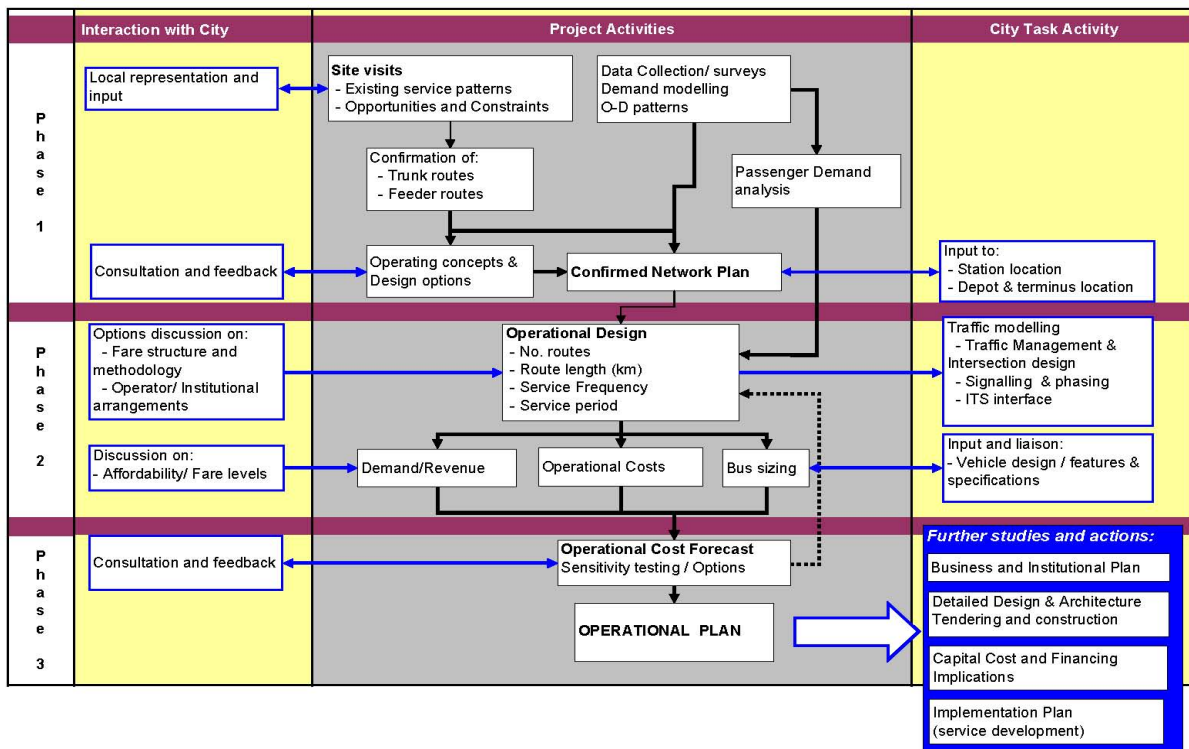 Interaction with City
Project Activities
City Task Activity
Phase 1
Local representation and
input
Site visits
- Existing service patterns
- Opportunities and Constraints
Data Collection/ surveys
Demand modelling
O-D patterns
Confirmation of:
- Trunk routes
- Feeder routes
Passenger Demand
analysis
Consultation and feedback
Operating concepts &
Design options
Confirmed Network Plan
Input to:
- Station location
- Depot & terminus location
Phase 2
Options discussion on:
- Fare structure and
methodology
- Operator/ Institutional
arrangements
Operational Design
- No. routes
- Route length (km)
- Service Frequency
- Service period
Traffic modelling
- Traffic Management &
Intersection design
- Signalling & phasing
- ITS interface
Discussion on:
- Affordability/ Fare levels
Demand/Revenue
Operational Costs
Bus sizing
Input and liaison:
- Vehicle design / features &
specifications
Phase 3
Consultation and feedback
Operational Cost Forecast
Sensitivity testing / Options
OPERATIONAL PLAN
Further studies and actions:
Business and Institutional Plan
Detailed Design & Architecture
Tendering and construction
Capital Cost and Financing
Implications
Implementation Plan
(service development)